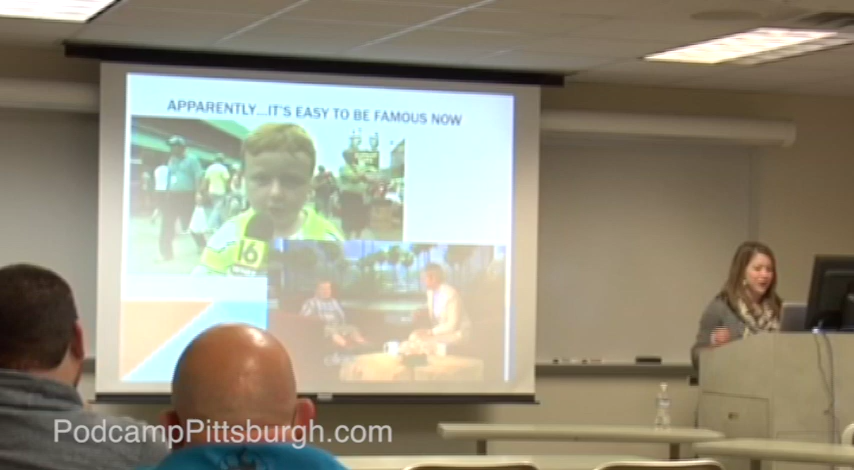 APPARENTLY...IT'S EASY TO BE FAMOUS NOW
16
PodcampPittsburgh.com